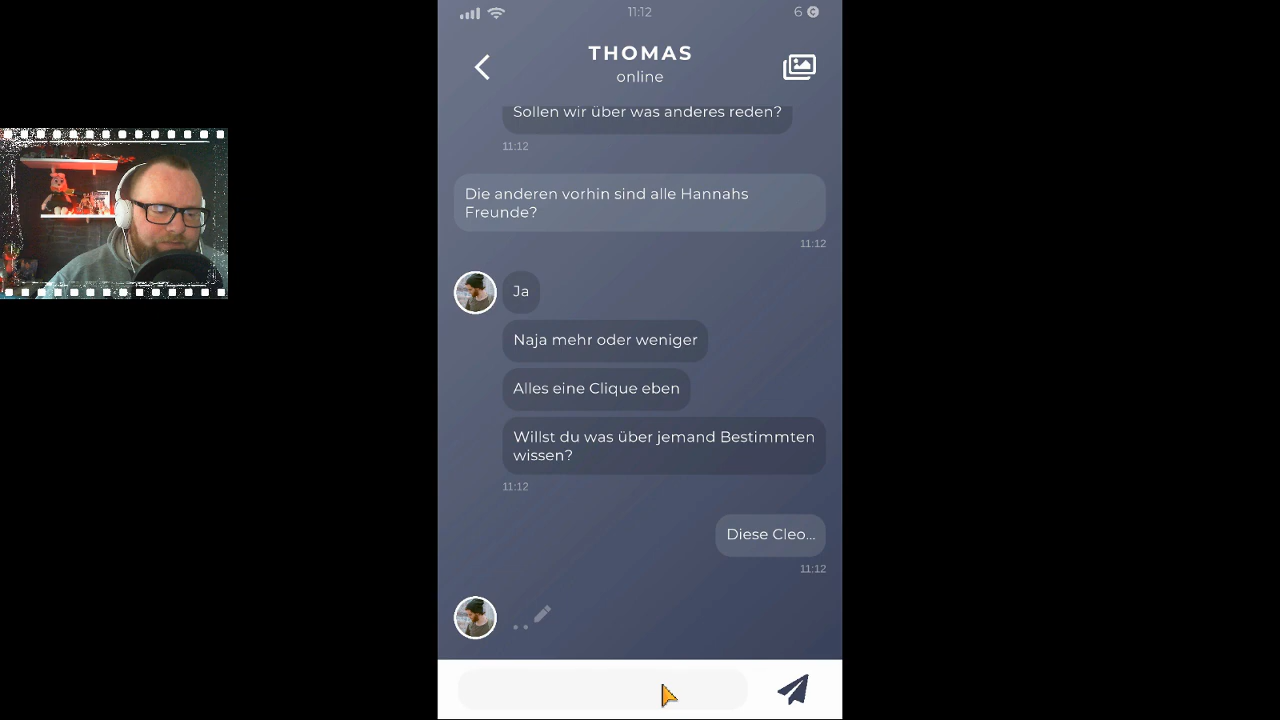 11:12
6
THOMAS
online
Sollen wir über was anderes reden?
11:12
Die anderen vorhin sind alle Hannahs
Freunde?
11:12
Ja
Naja mehr oder weniger
Alles eine Clique eben
Willst du was über jemand Bestimmten
wissen?
11:12
Diese Cleo...
11:12